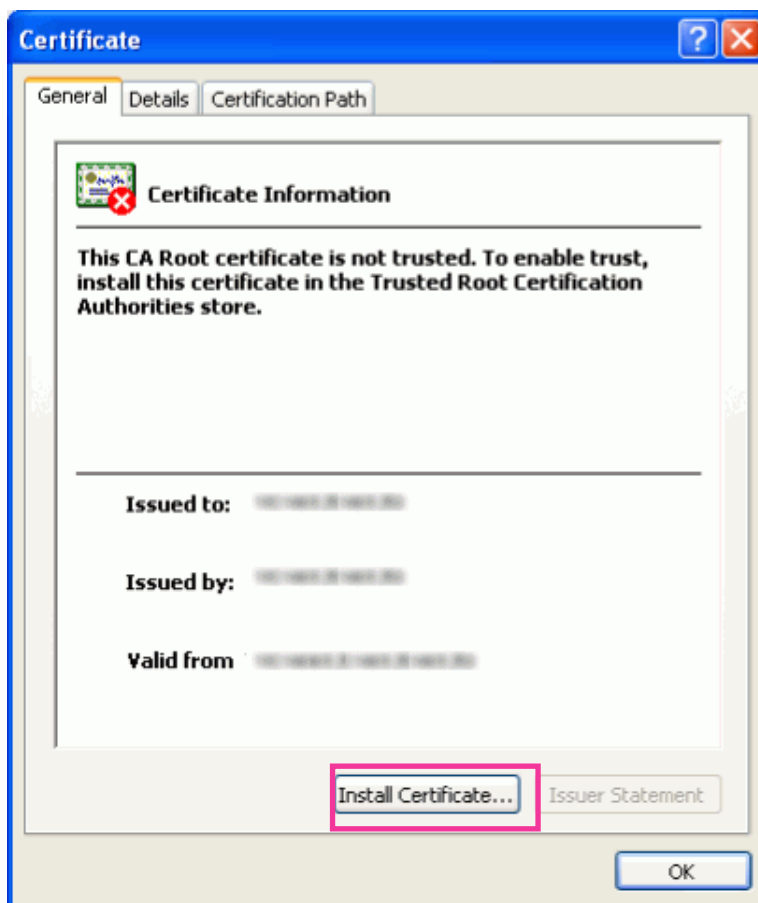 Certificate
General Details Certification Path
Certificate Information
This CA Root certificate is not trusted. To enable trust,
install this certificate in the Trusted Root Certification
Authorities store.
Issued to:
Issued by:
Valid from
Install Certificate... Issuer Statement
OK